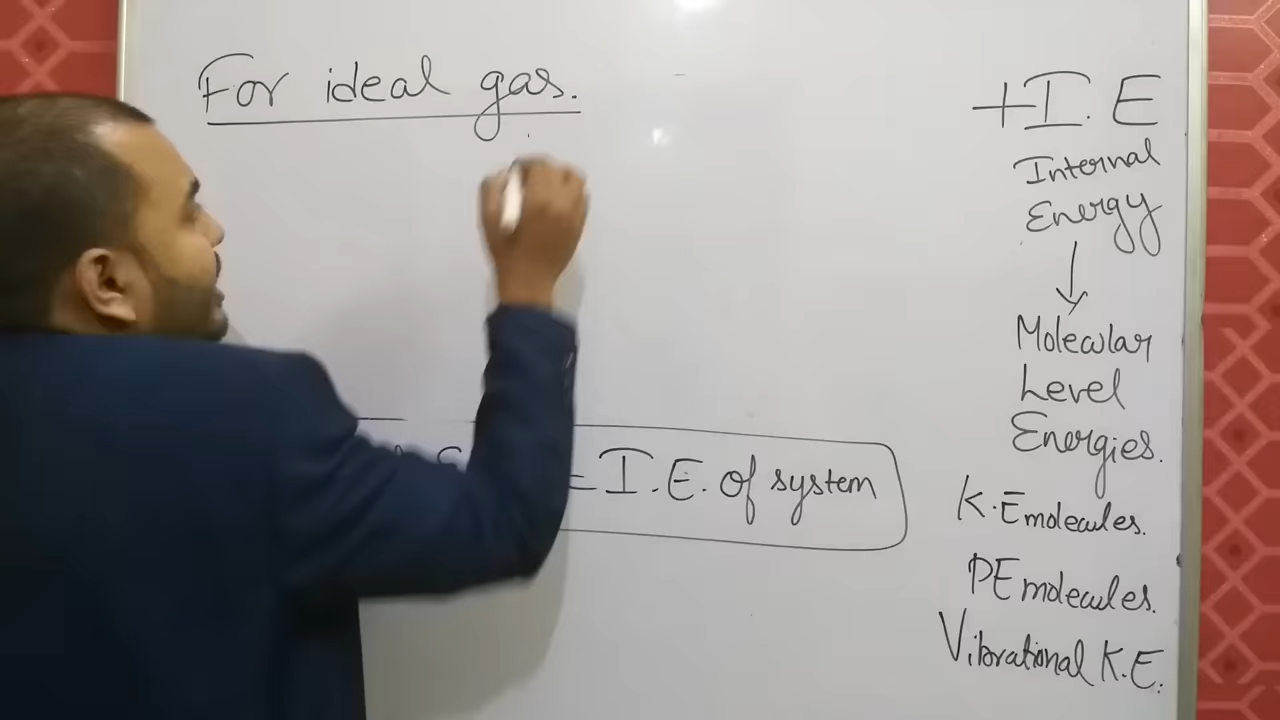 For ideal gas.
+I.E
Internal
Energy
↓
Molecular
Level
Energies.
K.E molecules.
PE molecules.
Vibrational K.E.
= I.E. of system